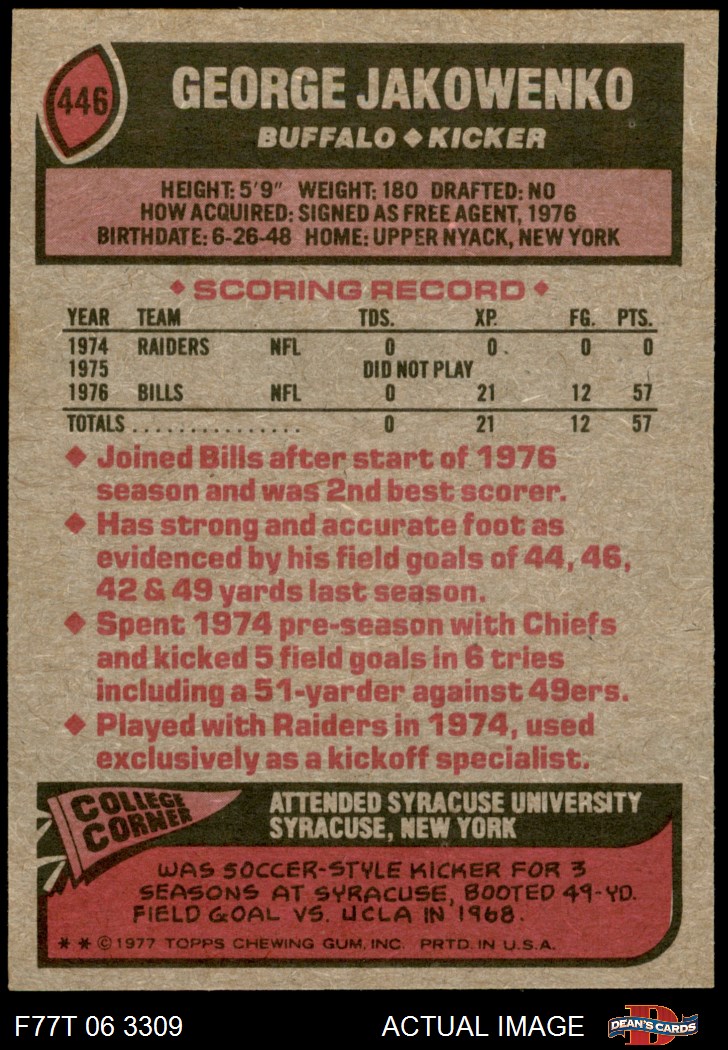 446
GEORGE JAKOWENKO
BUFFALO ◆ KICKER
HEIGHT: 5'9" WEIGHT: 180 DRAFTED: NO
HOW ACQUIRED: SIGNED AS FREE AGENT, 1976
BIRTHDATE: 6-26-48 HOME: UPPER NYACK, NEW YORK
◆ SCORING RECORD ◆
YEAR TEAM TDS. XP. FG. PTS.
1974 RAIDERS NFL 0 0 0 0
1975 DID NOT PLAY
1976 BILLS NFL 0 21 12 57
TOTALS ............... 0 21 12 57
◆ Joined Bills after start of 1976
season and was 2nd best scorer.
◆ Has strong and accurate foot as
evidenced by his field goals of 44, 46,
42 & 49 yards last season.
◆ Spent 1974 pre-season with Chiefs
and kicked 5 field goals in 6 tries
including a 51-yarder against 49ers.
◆ Played with Raiders in 1974, used
exclusively as a kickoff specialist.
COLLEGE
CORNER
ATTENDED SYRACUSE UNIVERSITY
SYRACUSE, NEW YORK
WAS SOCCER-STYLE KICKER FOR 3
SEASONS AT SYRACUSE, BOOTED 49-YD.
FIELD GOAL VS. UCLA IN 1968.
* * © 1977 TOPPS CHEWING GUM, INC. PRTD. IN U.S.A.
F77T 06 3309 ACTUAL IMAGE
D
DEAN'S CARDS